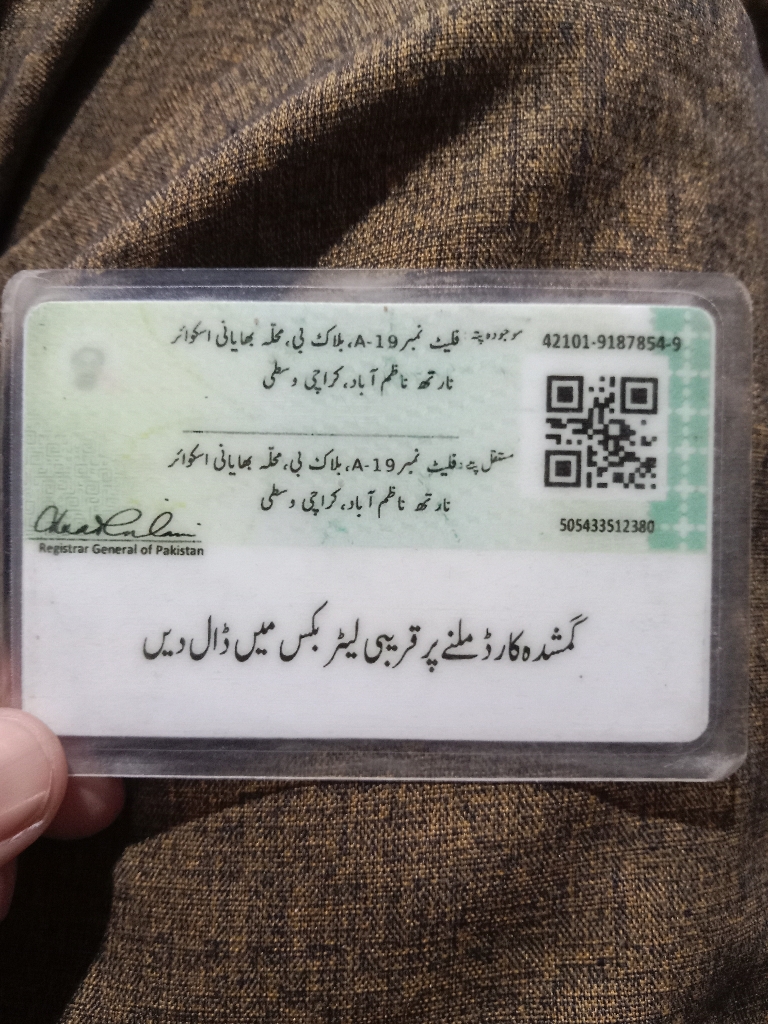 موجودہ پتہ: فلیٹ نمبر A-19، بلاک بی، محلہ بھایانی اسکوائر
نارتھ ناظم آباد، کراچی وسطی
42101-9187854-9
مستقل پتہ: فلیٹ نمبر A-19، بلاک بی، محلہ بھایانی اسکوائر
نارتھ ناظم آباد، کراچی وسطی
505433512380
Registrar General of Pakistan
گمشدہ کارڈ ملنے پر قریبی لیٹر بکس میں ڈال دیں